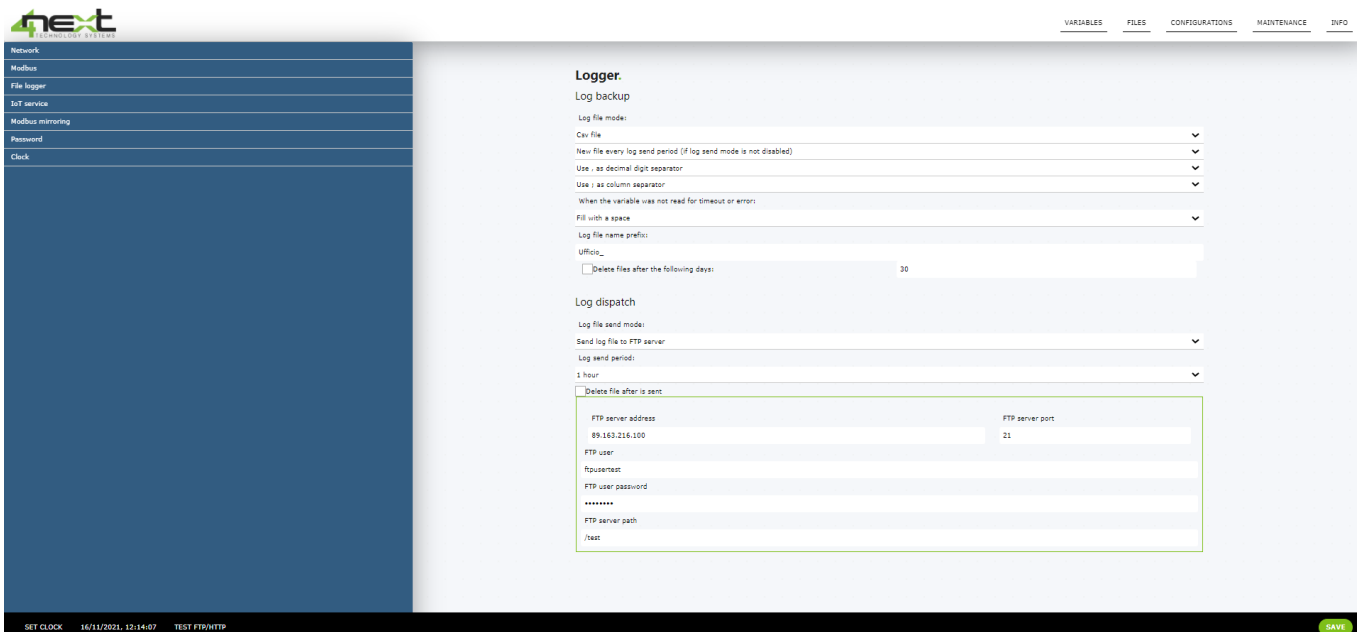 4next
TECHNOLOGY SYSTEMS
VARIABLES FILES CONFIGURATIONS MAINTENANCE INFO
Network
Modbus
File logger
IoT service
Modbus mirroring
Password
Clock
Logger.
Log backup
Log file mode:
Csv file
New file every log send period (if log send mode is not disabled)
Use , as decimal digit separator
Use ; as column separator
When the variable was not read for timeout or error:
Fill with a space
Log file name prefix:
Ufficio_
Delete files after the following days: 30
Log dispatch
Log file send mode:
Send log file to FTP server
Log send period:
1 hour
Delete file after is sent
FTP server address FTP server port
89.163.216.100 21
FTP user
ftpusertest
FTP user password
••••••••
FTP server path
/test
SET CLOCK 16/11/2021, 12:14:07 TEST FTP/HTTP SAVE